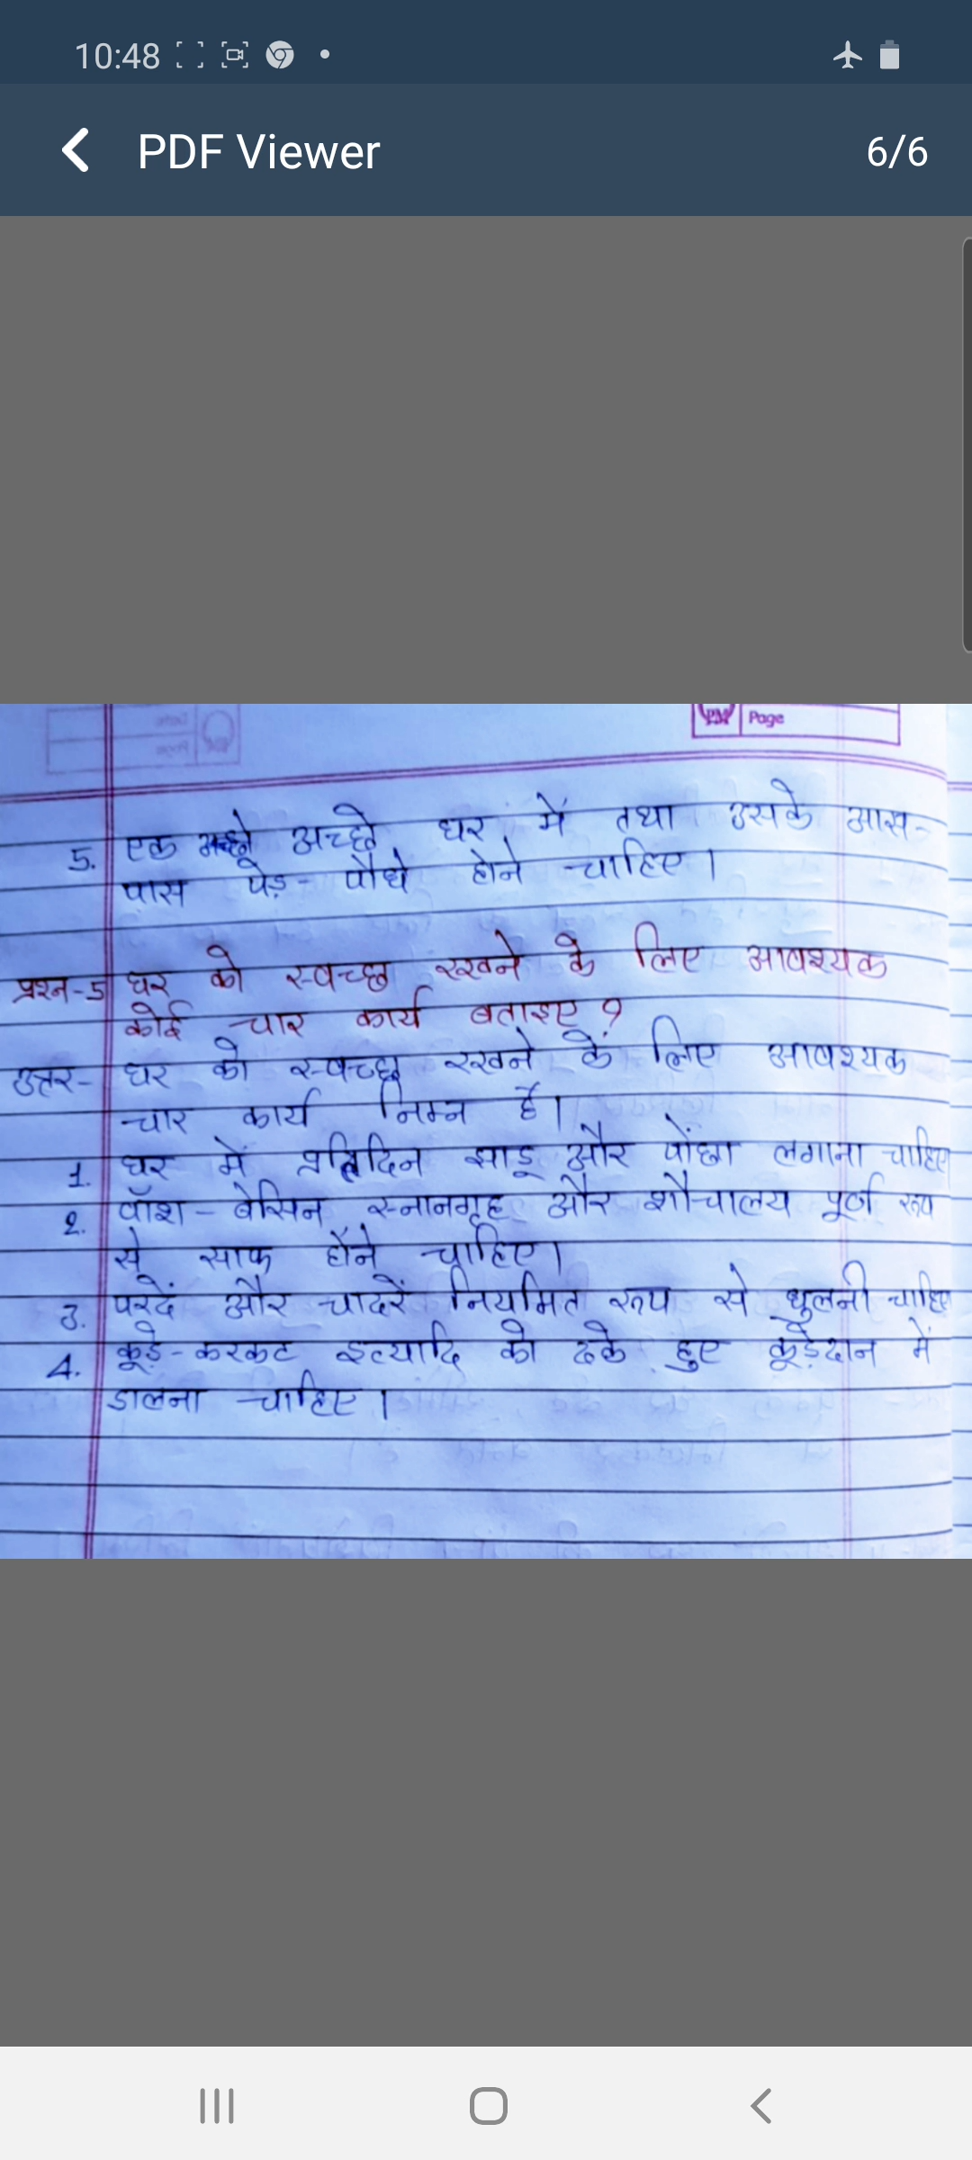 10:48
PDF Viewer
6/6
Page
5. एक अच्छे घर में तथा उसके आस-
पास पेड़-पौधे होने चाहिए।
प्रश्न-5 घर को स्वच्छ रखने के लिए आवश्यक
कोई चार कार्य बताइए ?
उत्तर- घर को स्वच्छ रखने के लिए आवश्यक
चार कार्य निम्न है।
1. घर में प्रतिदिन झाडू और पोंछा लगाना चाहिए
2. वॉश-बेसिन स्नानगृह और शौचालय पूर्ण रूप
से साफ होने चाहिए।
3. परदें और चादरें नियमित रूप से धुलनी चाहिए
4. कूड़े-करकट इत्यादि को ढके हुए कूड़ेदान में
डालना चाहिए।